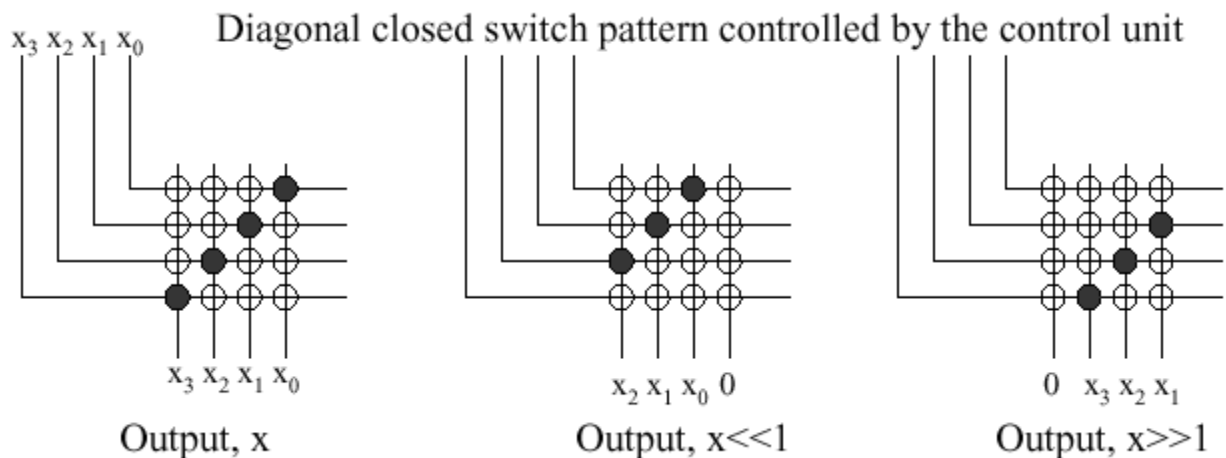 x₃ x₂ x₁ x₀
Diagonal closed switch pattern controlled by the control unit
x₃ x₂ x₁ x₀
x₂ x₁ x₀ 0
0 x₃ x₂ x₁
Output, x
Output, x<<1
Output, x>>1